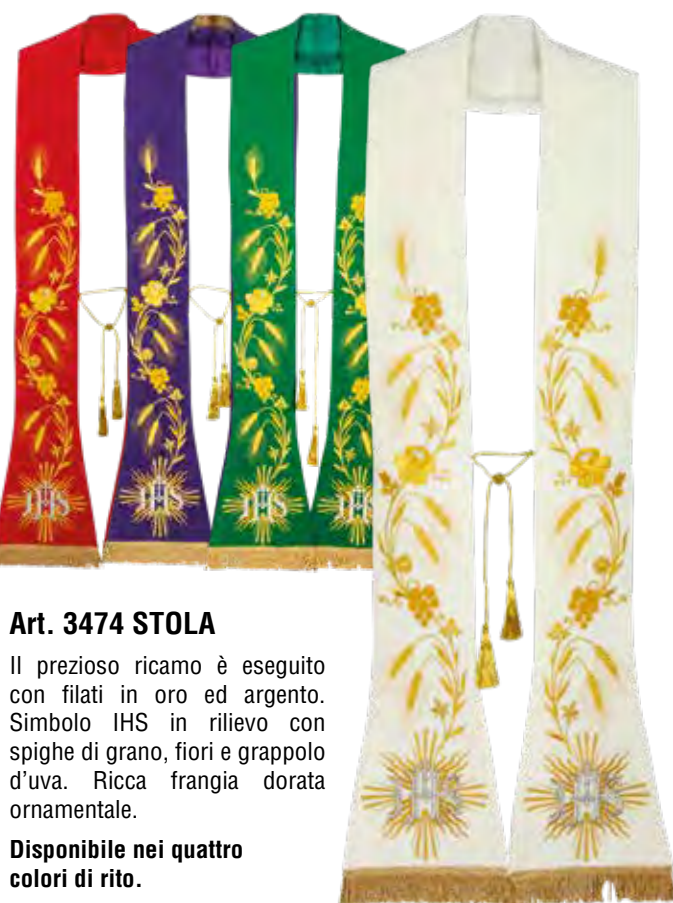 IHS
IHS
IHS
IHS
IHS
IHS
Art. 3474 STOLA
Il prezioso ricamo è eseguito
con filati in oro ed argento.
Simbolo IHS in rilievo con
spighe di grano, fiori e grappolo
d'uva. Ricca frangia dorata
ornamentale.
Disponibile nei quattro
colori di rito.